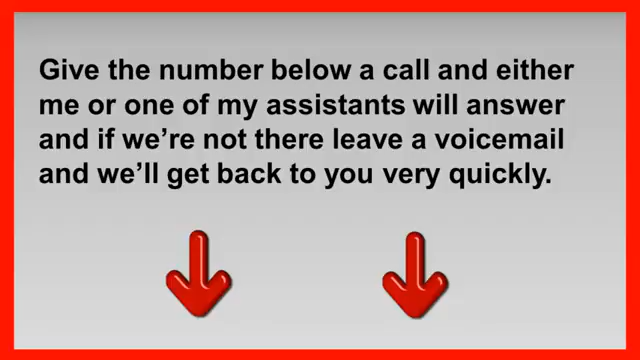 Give the number below a call and either
me or one of my assistants will answer
and if we’re not there leave a voicemail
and we’ll get back to you very quickly.